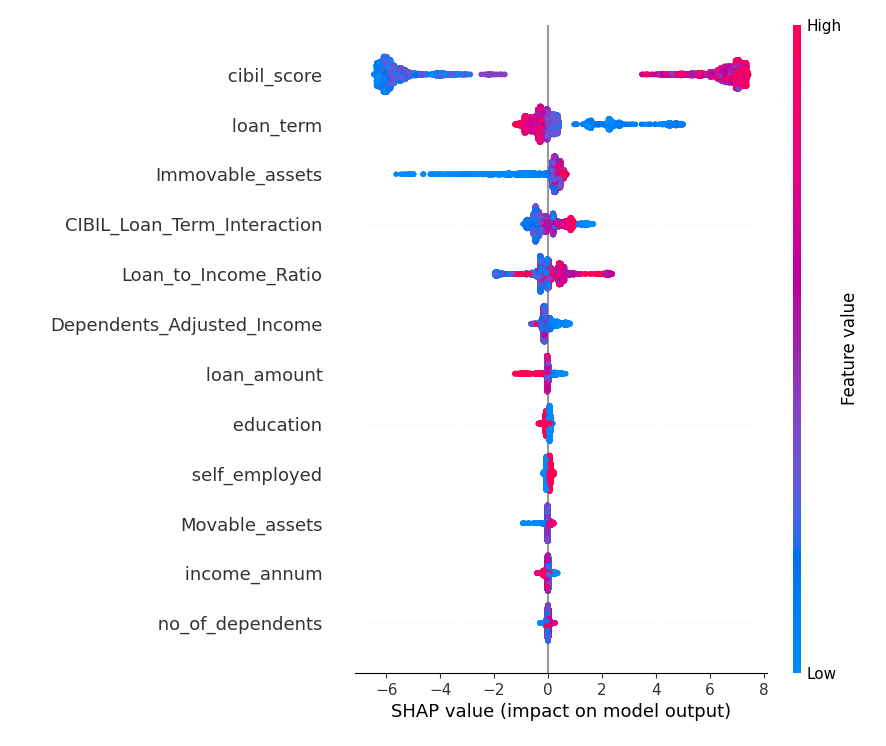 High
cibil_score
loan_term
Immovable_assets
CIBIL_Loan_Term_Interaction
Loan_to_Income_Ratio
Dependents_Adjusted_Income
loan_amount
education
self_employed
Movable_assets
income_annum
no_of_dependents
Feature value
Low
−6 −4 −2 0 2 4 6 8
SHAP value (impact on model output)